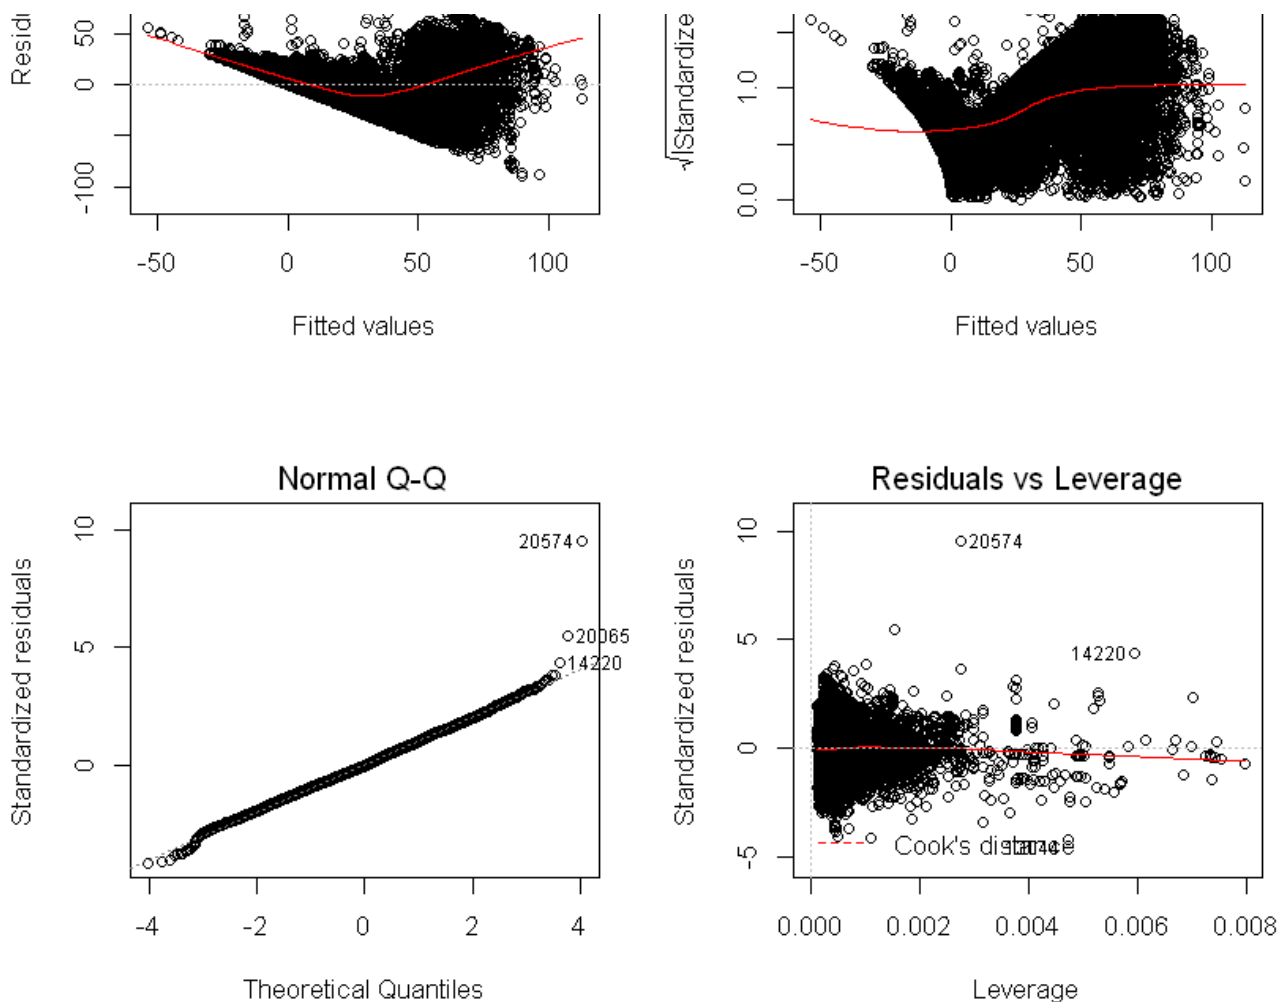 Resid
50
0
-100
-50 0 50 100
Fitted values
√|Standardize
1.0
0.0
-50 0 50 100
Fitted values
Normal Q-Q
Standardized residuals
10
5
0
20574
20065
14220
-4 -2 0 2 4
Theoretical Quantiles
Residuals vs Leverage
Standardized residuals
10
5
0
-5
20574
14220
Cook's distance
0.000 0.002 0.004 0.006 0.008
Leverage